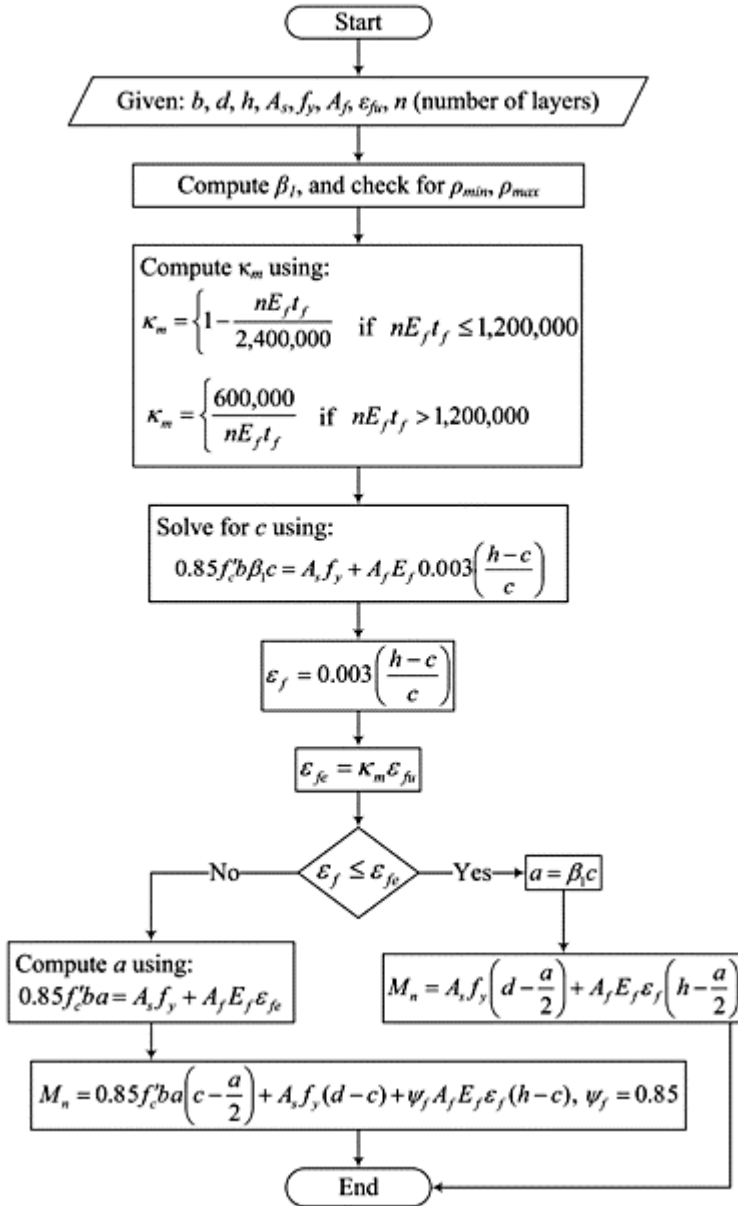 Start
Given: b, d, h, A_s, f_y, A_f, ε_fu, n (number of layers)
Compute β_1, and check for ρ_min, ρ_max
Compute κ_m using:
κ_m = {1 − nE_f t_f / 2,400,000 if nE_f t_f ≤ 1,200,000
κ_m = {600,000 / nE_f t_f if nE_f t_f > 1,200,000
Solve for c using:
0.85f′_c bβ_1c = A_s f_y + A_f E_f 0.003((h − c) / c)
ε_f = 0.003((h − c) / c)
ε_fe = κ_m ε_fu
ε_f ≤ ε_fe
No
Yes
a = β_1c
Compute a using:
0.85f′_c ba = A_s f_y + A_f E_f ε_fe
M_n = A_s f_y(d − a/2) + A_f E_f ε_f(h − a/2)
M_n = 0.85f′_c ba(c − a/2) + A_s f_y(d − c) + ψ_f A_f E_f ε_f(h − c), ψ_f = 0.85
End